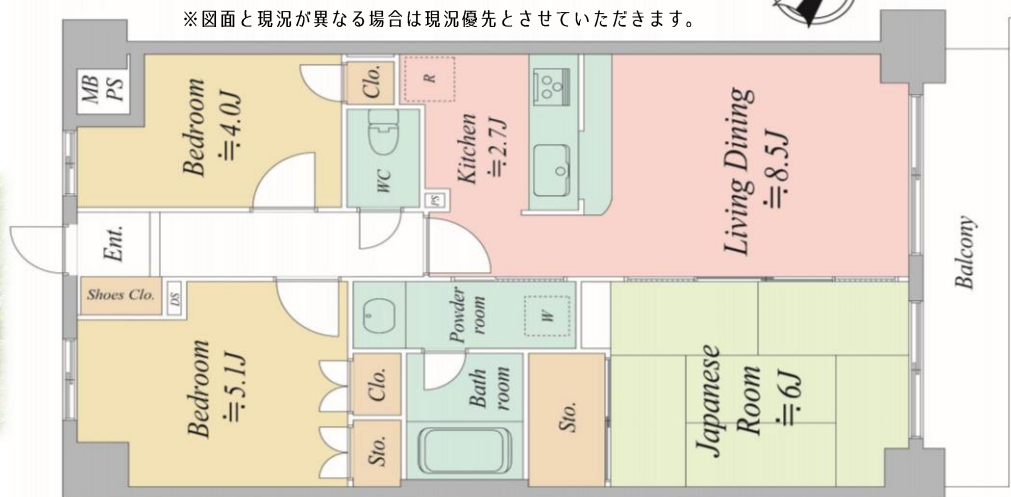 ※図面と現況が異なる場合は現況優先とさせていただきます。
MB
PS
Bedroom
≒4.0J
Clo.
R
WC
Kitchen
≒2.7J
PS
Living Dining
≒8.5J
Balcony
Ent.
Shoes Clo.
DS
Bedroom
≒5.1J
Powder
room
W
Clo.
Sto.
Bath
room
Sto.
Japanese
Room
≒6J